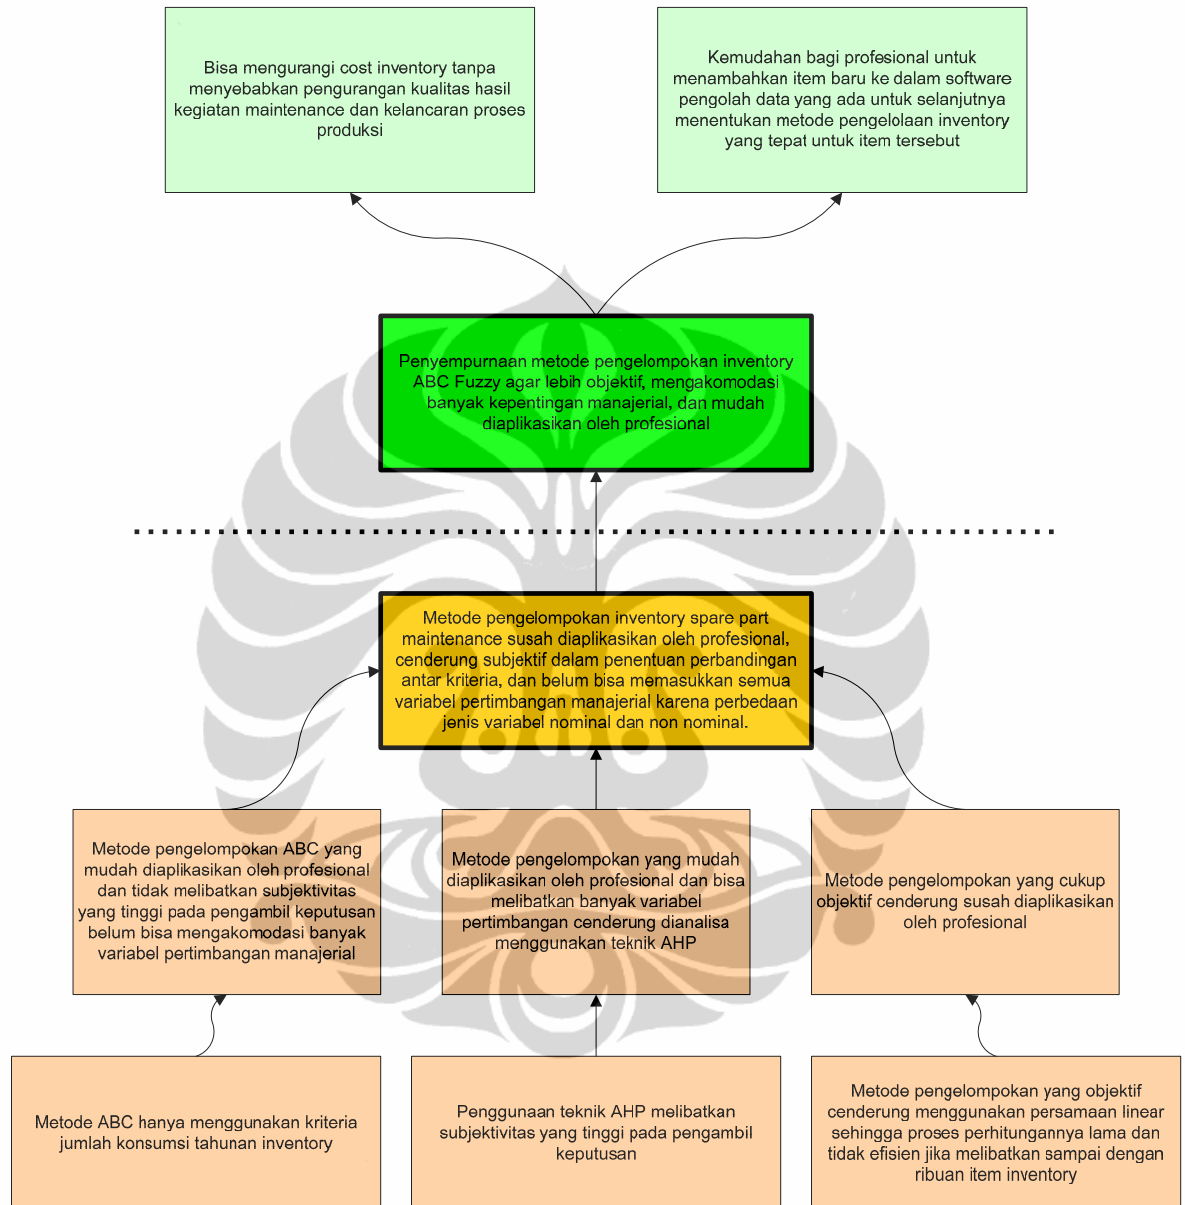 Bisa mengurangi cost inventory tanpa
menyebabkan pengurangan kualitas hasil
kegiatan maintenance dan kelancaran proses
produksi
Kemudahan bagi profesional untuk
menambahkan item baru ke dalam software
pengolah data yang ada untuk selanjutnya
menentukan metode pengelolaan inventory
yang tepat untuk item tersebut
Penyempurnaan metode pengelompokan inventory
ABC Fuzzy agar lebih objektif, mengakomodasi
banyak kepentingan manajerial, dan mudah
diaplikasikan oleh profesional
Metode pengelompokan inventory spare part
maintenance susah diaplikasikan oleh profesional,
cenderung subjektif dalam penentuan perbandingan
antar kriteria, dan belum bisa memasukkan semua
variabel pertimbangan manajerial karena perbedaan
jenis variabel nominal dan non nominal.
Metode pengelompokan ABC yang
mudah diaplikasikan oleh profesional
dan tidak melibatkan subjektivitas
yang tinggi pada pengambil keputusan
belum bisa mengakomodasi banyak
variabel pertimbangan manajerial
Metode pengelompokan yang mudah
diaplikasikan oleh profesional dan bisa
melibatkan banyak variabel
pertimbangan cenderung dianalisa
menggunakan teknik AHP
Metode pengelompokan yang cukup
objektif cenderung susah diaplikasikan
oleh profesional
Metode ABC hanya menggunakan kriteria
jumlah konsumsi tahunan inventory
Penggunaan teknik AHP melibatkan
subjektivitas yang tinggi pada pengambil
keputusan
Metode pengelompokan yang objektif
cenderung menggunakan persamaan linear
sehingga proses perhitungannya lama dan
tidak efisien jika melibatkan sampai dengan
ribuan item inventory